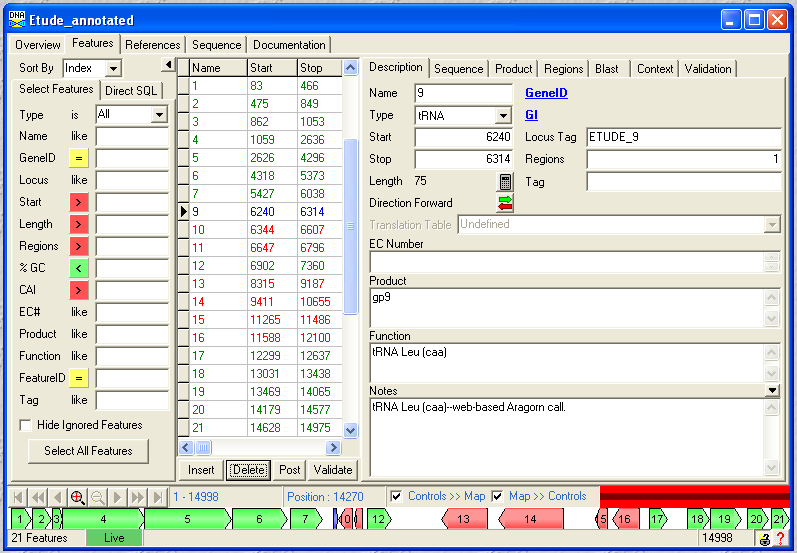 DNA Etude_annotated
Overview Features References Sequence Documentation
Sort By Index
Select Features Direct SQL
Type is All
Name like
GeneID =
Locus like
Start >
Length >
Regions >
% GC <
CAI >
EC# like
Product like
Function like
FeatureID =
Tag like
Hide Ignored Features
Select All Features
Name Start Stop
1 83 466
2 475 849
3 862 1053
4 1059 2636
5 2626 4296
6 4318 5373
7 5427 6038
9 6240 6314
10 6344 6607
11 6647 6796
12 6902 7360
13 8315 9187
14 9411 10655
15 11265 11486
16 11588 12100
17 12299 12637
18 13031 13438
19 13469 14065
20 14179 14577
21 14628 14975
Insert Delete Post Validate
Description Sequence Product Regions Blast Context Validation
Name 9 GeneID
Type tRNA GI
Start 6240 Locus Tag ETUDE_9
Stop 6314 Regions 1
Length 75 Tag
Direction Forward
Translation Table Undefined
EC Number
Product
gp9
Function
tRNA Leu (caa)
Notes
tRNA Leu (caa)--web-based Aragorn call.
1 - 14998 Position : 14270 Controls >> Map Map >> Controls
1 2 3 4 5 6 7 0 12 13 14 5 16 17 18 19 20 21
21 Features Live 14998 ?